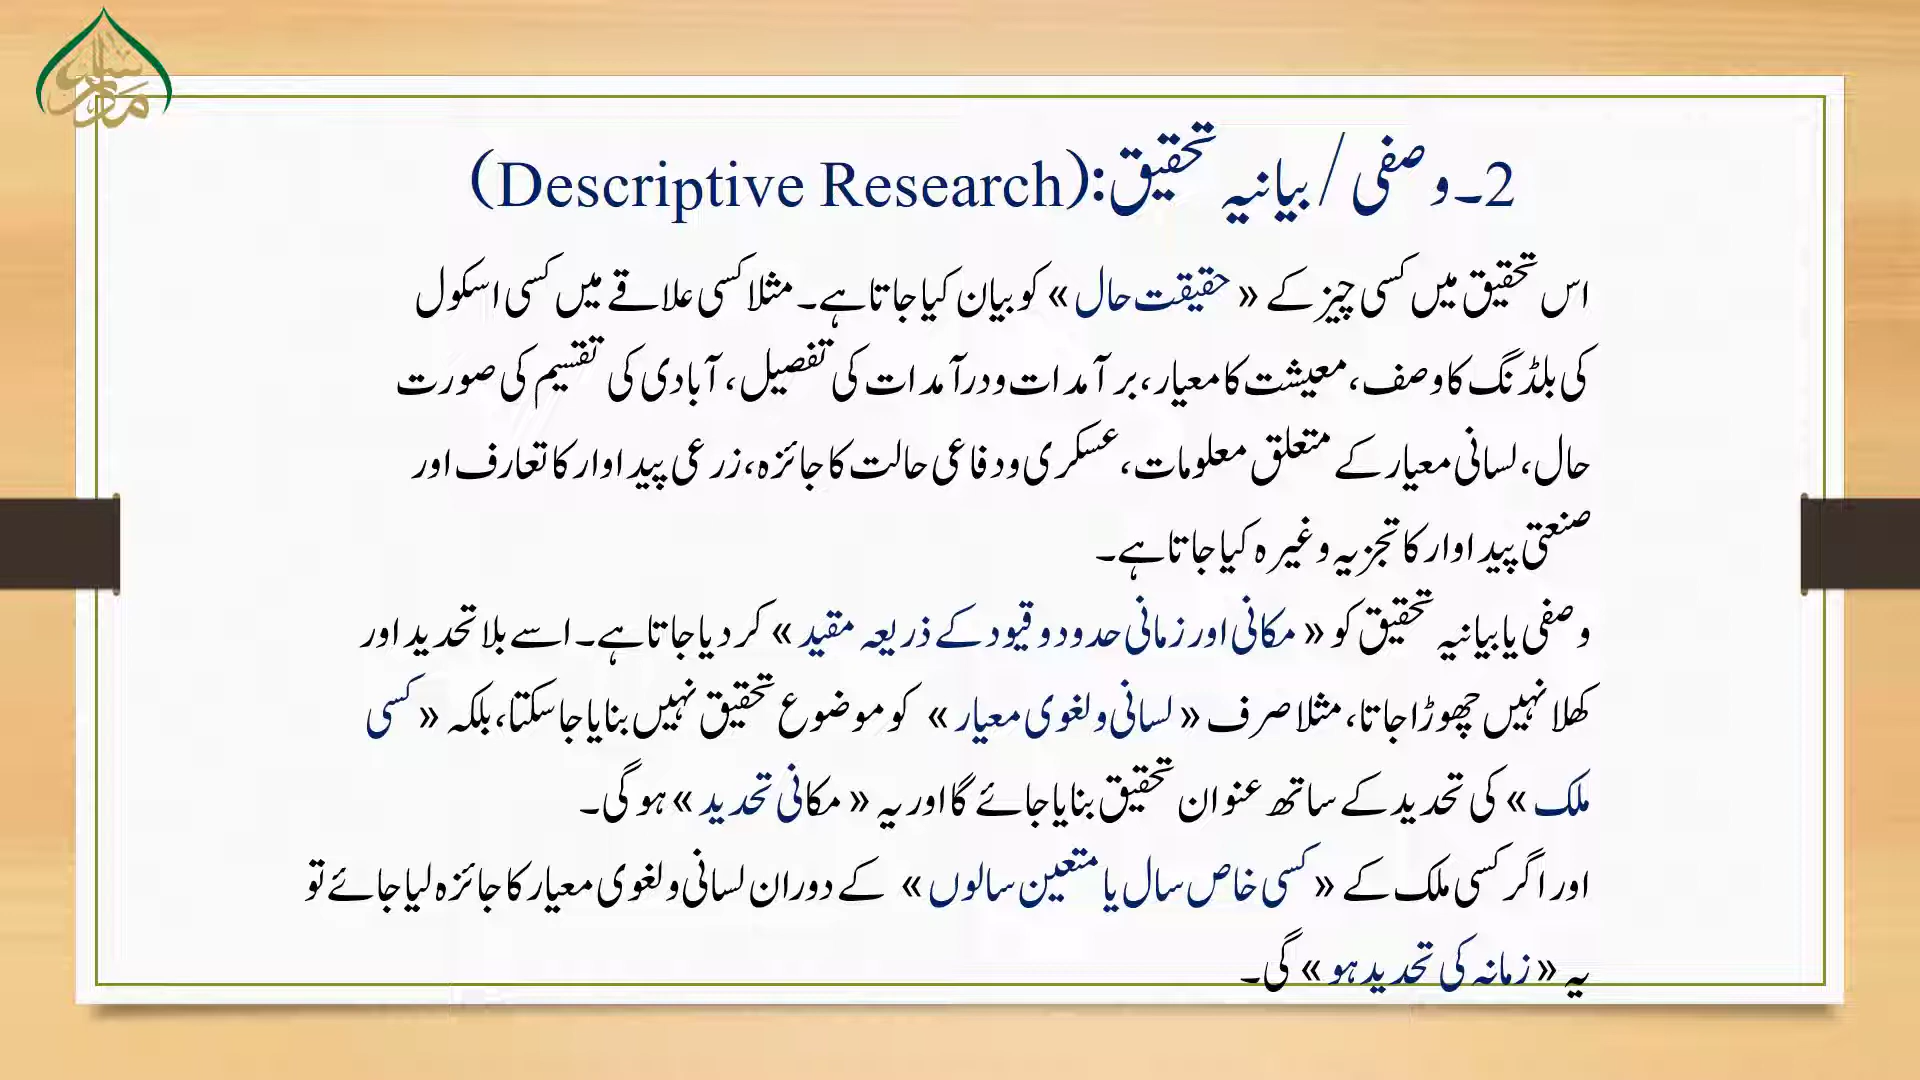 2۔ وصفی / بیانیہ تحقیق:(Descriptive Research)
اس تحقیق میں کسی چیز کے « حقیقت حال » کو بیان کیا جاتا ہے۔ مثلا کسی علاقے میں کسی اسکول
کی بلڈنگ کا وصف، معیشت کا معیار، برآمدات و درآمدات کی تفصیل، آبادی کی تقسیم کی صورت
حال، لسانی معیار کے متعلق معلومات، عسکری و دفاعی حالت کا جائزہ، زرعی پیداوار کا تعارف اور
صنعتی پیداوار کا تجزیہ وغیرہ کیا جاتا ہے۔
وصفی یا بیانیہ تحقیق کو « مکانی اور زمانی حدود و قیود کے ذریعہ مقید » کر دیا جاتا ہے۔ اسے بلا تحدید اور
کھلا نہیں چھوڑا جاتا، مثلا صرف « لسانی و لغوی معیار » کو موضوع تحقیق نہیں بنایا جا سکتا، بلکہ « کسی
ملک » کی تحدید کے ساتھ عنوان تحقیق بنایا جائے گا اور یہ « مکانی تحدید » ہو گی۔
اور اگر کسی ملک کے « کسی خاص سال یا متعین سالوں » کے دوران لسانی و لغوی معیار کا جائزہ لیا جائے تو
یہ « زمانہ کی تحدید ہو » گی۔